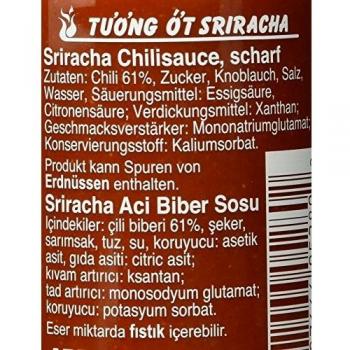 TƯƠNG ỚT SRIRACHA
Sriracha Chilisauce, scharf
Zutaten: Chili 61%, Zucker, Knoblauch, Salz,
Wasser, Säuerungsmittel: Essigsäure,
Citronensäure; Verdickungsmittel: Xanthan;
Geschmacksverstärker: Mononatriumglutamat;
Konservierungsstoff: Kaliumsorbat.
Produkt kann Spuren von
Erdnüssen enthalten.
Sriracha Aci Biber Sosu
Içindekiler: çili biberi 61%, şeker,
sarımsak, tuz, su, koruyucu: asetik
asit, gıda asiti: citric asit;
kıvam artırıcı: ksantan;
tad artırıcı: monosodyum glutamat;
koruyucu: potasyum sorbat.
Eser miktarda fıstık içerebilir.